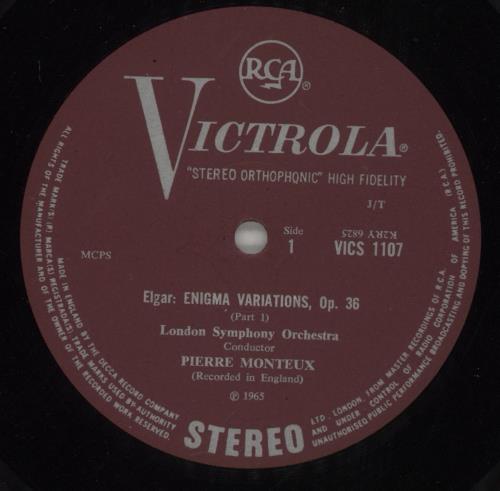 RCA®
VICTROLA®
"STEREO ORTHOPHONIC" HIGH FIDELITY
J/T
Side
1
K2RY 6825
VICS 1107
MCPS
Elgar: ENIGMA VARIATIONS, Op. 36
(Part 1)
London Symphony Orchestra
Conductor
PIERRE MONTEUX
(Recorded in England)
℗ 1965
STEREO
TRADE MARK(S) (R) MARCA(S) REGISTRADA(S) TRADE MARKS USED BY AUTHORITY
MADE IN ENGLAND BY THE DECCA RECORD COMPANY
LTD., LONDON, FROM MASTER RECORDINGS OF R.C.A.
AND UNDER CONTROL OF RADIO CORPORATION OF AMERICA (R.C.A.)
ALL RIGHTS OF THE MANUFACTURER AND OF THE OWNER OF THE RECORDED WORK RESERVED.
UNAUTHORISED PUBLIC PERFORMANCE BROADCASTING AND COPYING OF THIS RECORD PROHIBITED.